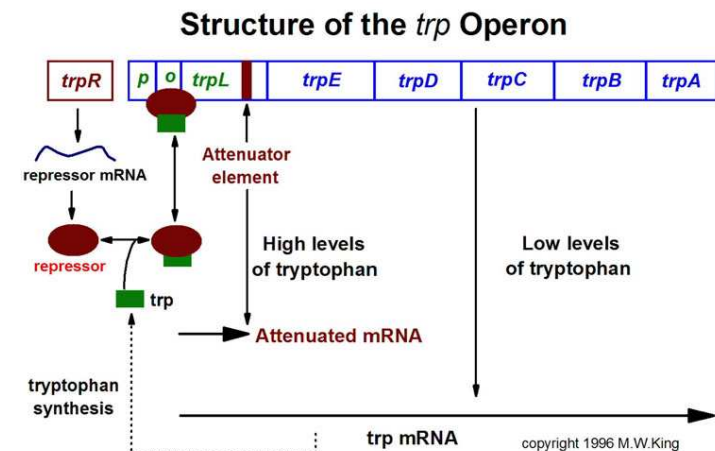 Structure of the trp Operon
trpR
p
o
trpL
trpE
trpD
trpC
trpB
trpA
repressor mRNA
Attenuator
element
repressor
trp
High levels
of tryptophan
Low levels
of tryptophan
Attenuated mRNA
tryptophan
synthesis
trp mRNA
copyright 1996 M.W.King